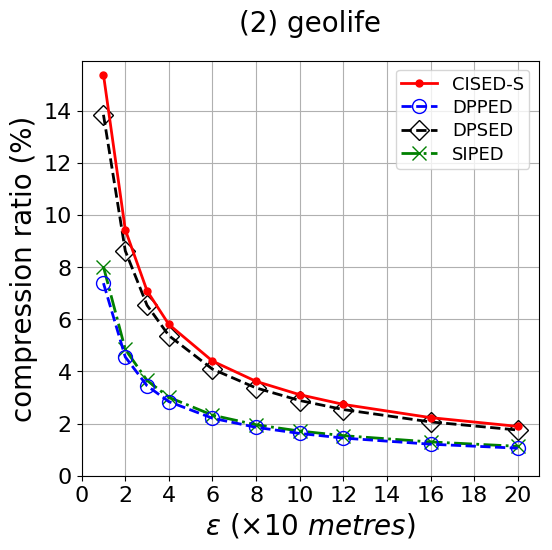 (2) geolife
compression ratio (%)
14
12
10
8
6
4
2
0
CISED-S
DPPED
DPSED
SIPED
0 2 4 6 8 10 12 14 16 18 20
ε (×10 metres)